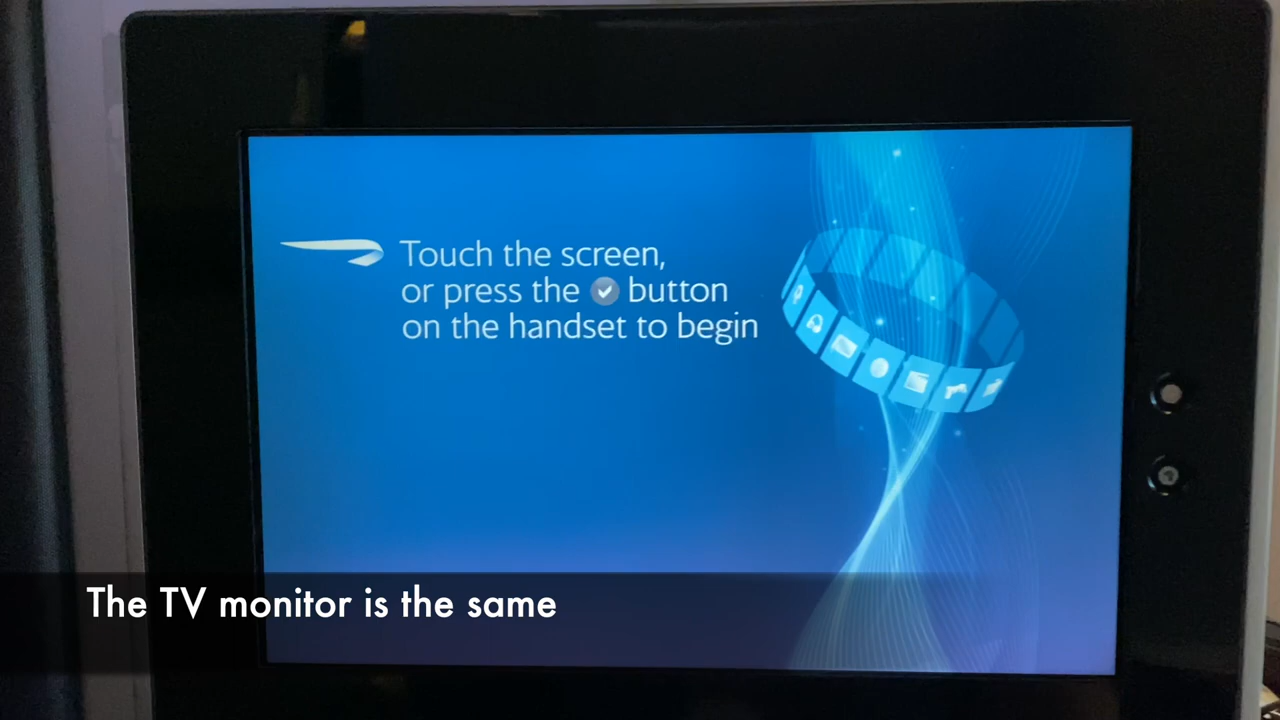 Touch the screen,
or press the ✓ button
on the handset to begin
The TV monitor is the same